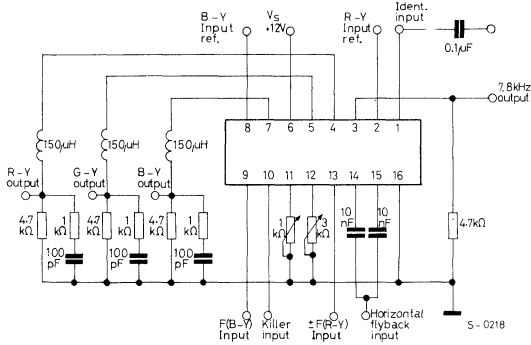 B-Y
Input
ref.
Vs
+12V
R-Y
Input
ref.
Ident.
input
0.1µF
7.8kHz
output
150µH
150µH
150µH
8 7 6 5 4 3 2 1
9 10 11 12 13 14 15 16
R-Y
output
G-Y
output
B-Y
output
4.7
kΩ
1
kΩ
4.7
kΩ
1
kΩ
4.7
kΩ
1
kΩ
100
pF
100
pF
100
pF
1
kΩ
3
kΩ
10
nF
10
nF
4.7kΩ
F(B-Y)
Input
Killer
input
±F(R-Y)
Input
Horizontal
flyback
input
S-0218